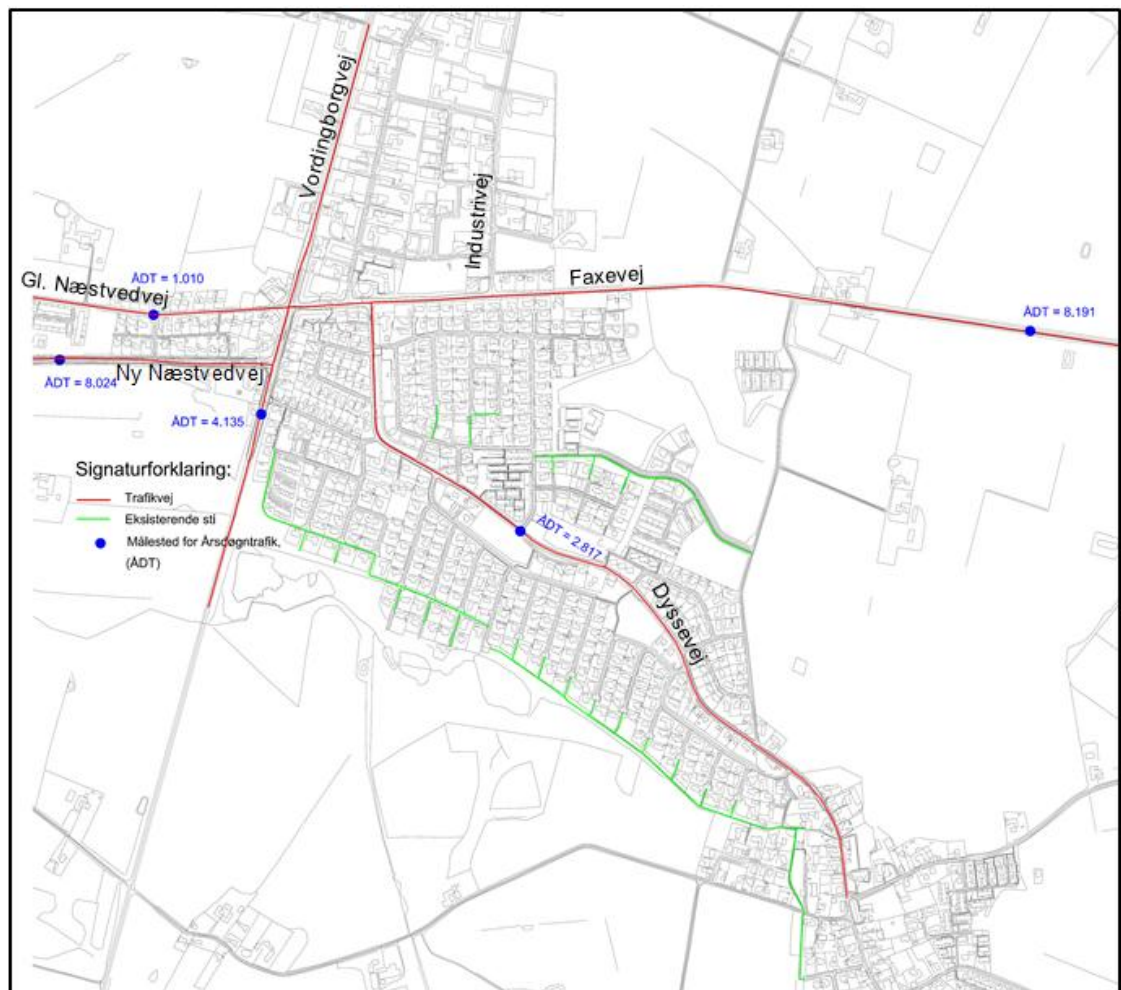 Vordingborgvej
Industrivej
Faxevej
ÅDT = 1.010
Gl. Næstvedvej
ÅDT = 8.191
Ny Næstvedvej
ÅDT = 8.024
ÅDT = 4.135
Signaturforklaring:
Trafikvej
Eksisterende sti
Målested for Årsdøgntrafik,
(ÅDT)
ÅDT = 2.817
Dyssevej